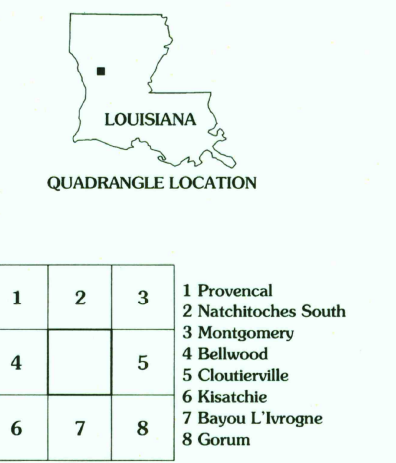 LOUISIANA
QUADRANGLE LOCATION
1 2 3
4 5
6 7 8
1 Provencal
2 Natchitoches South
3 Montgomery
4 Bellwood
5 Cloutierville
6 Kisatchie
7 Bayou L'Ivrogne
8 Gorum